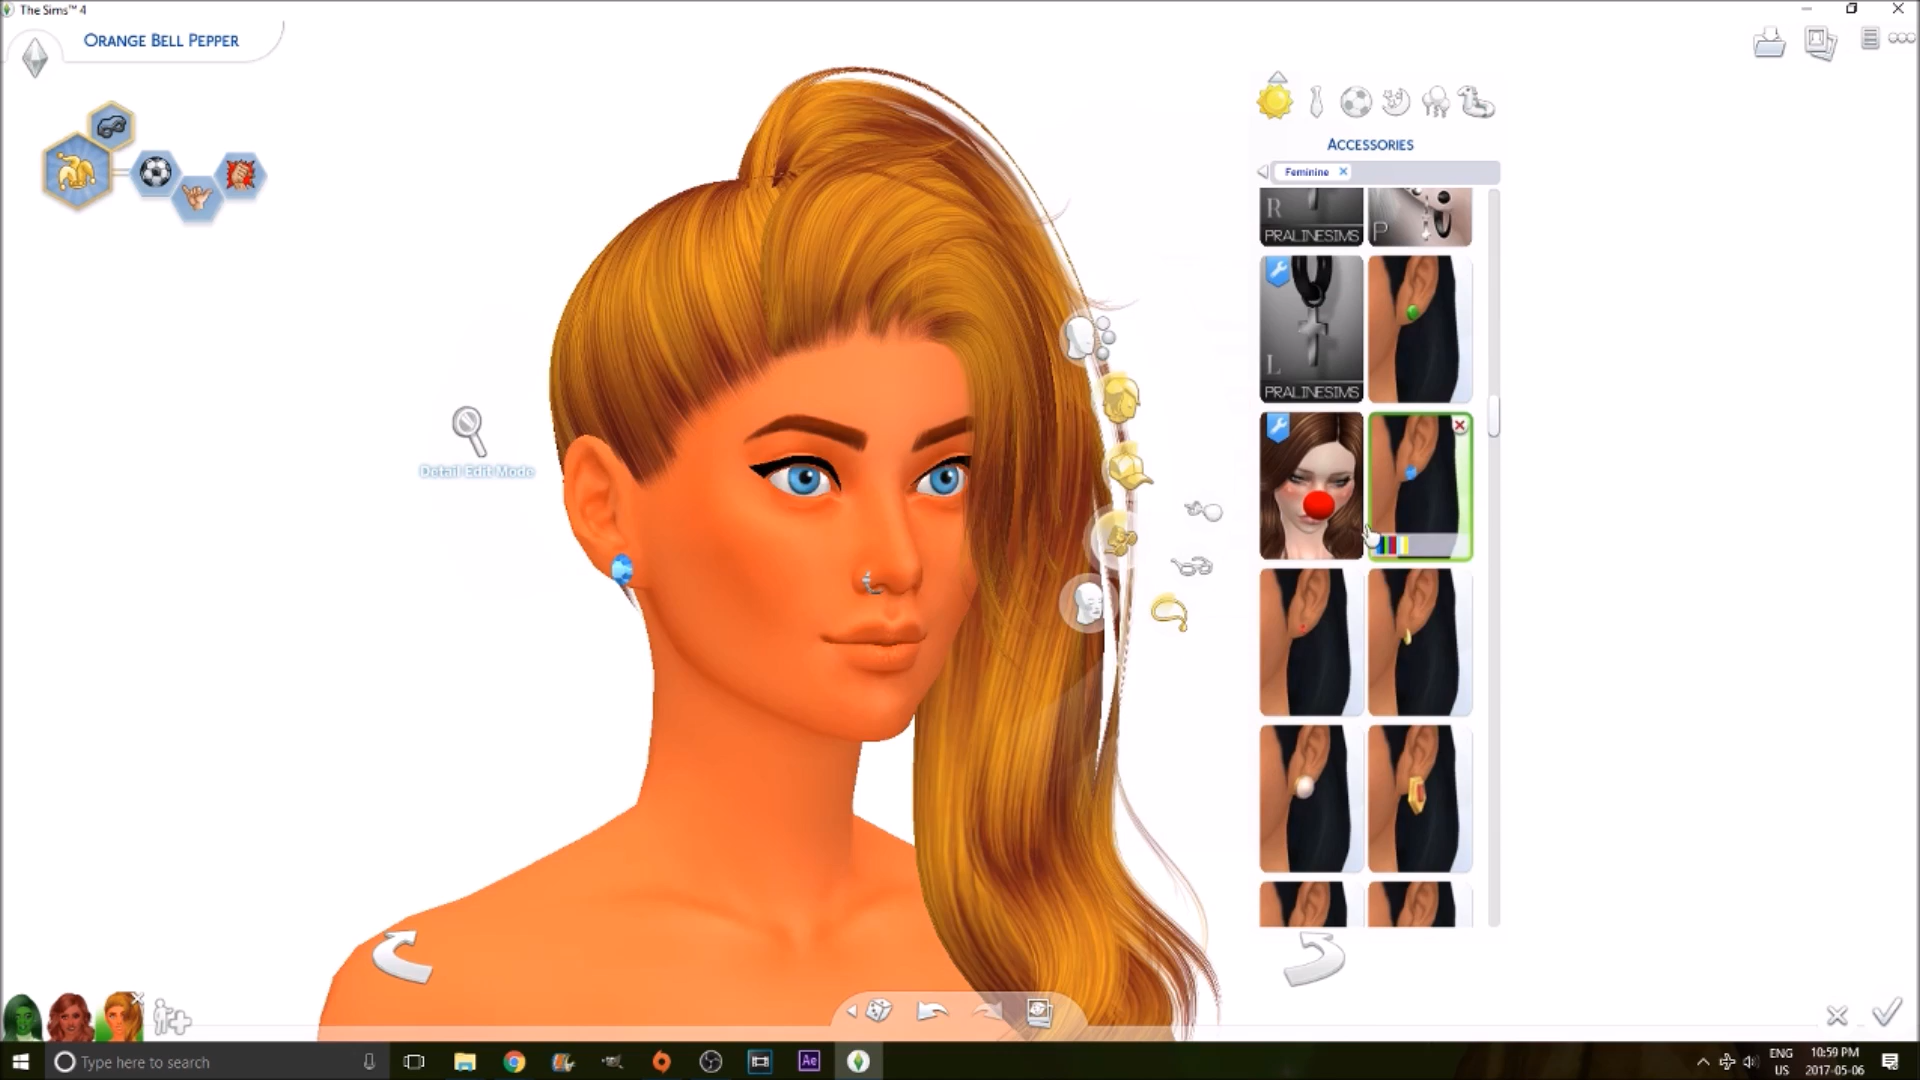 The Sims™ 4
ORANGE BELL PEPPER
ACCESSORIES
Feminine
R
PRALINESIMS
P
L
PRALINESIMS
Detail Edit Mode
Type here to search
Ae
ENG
US
10:59 PM
2017-05-06